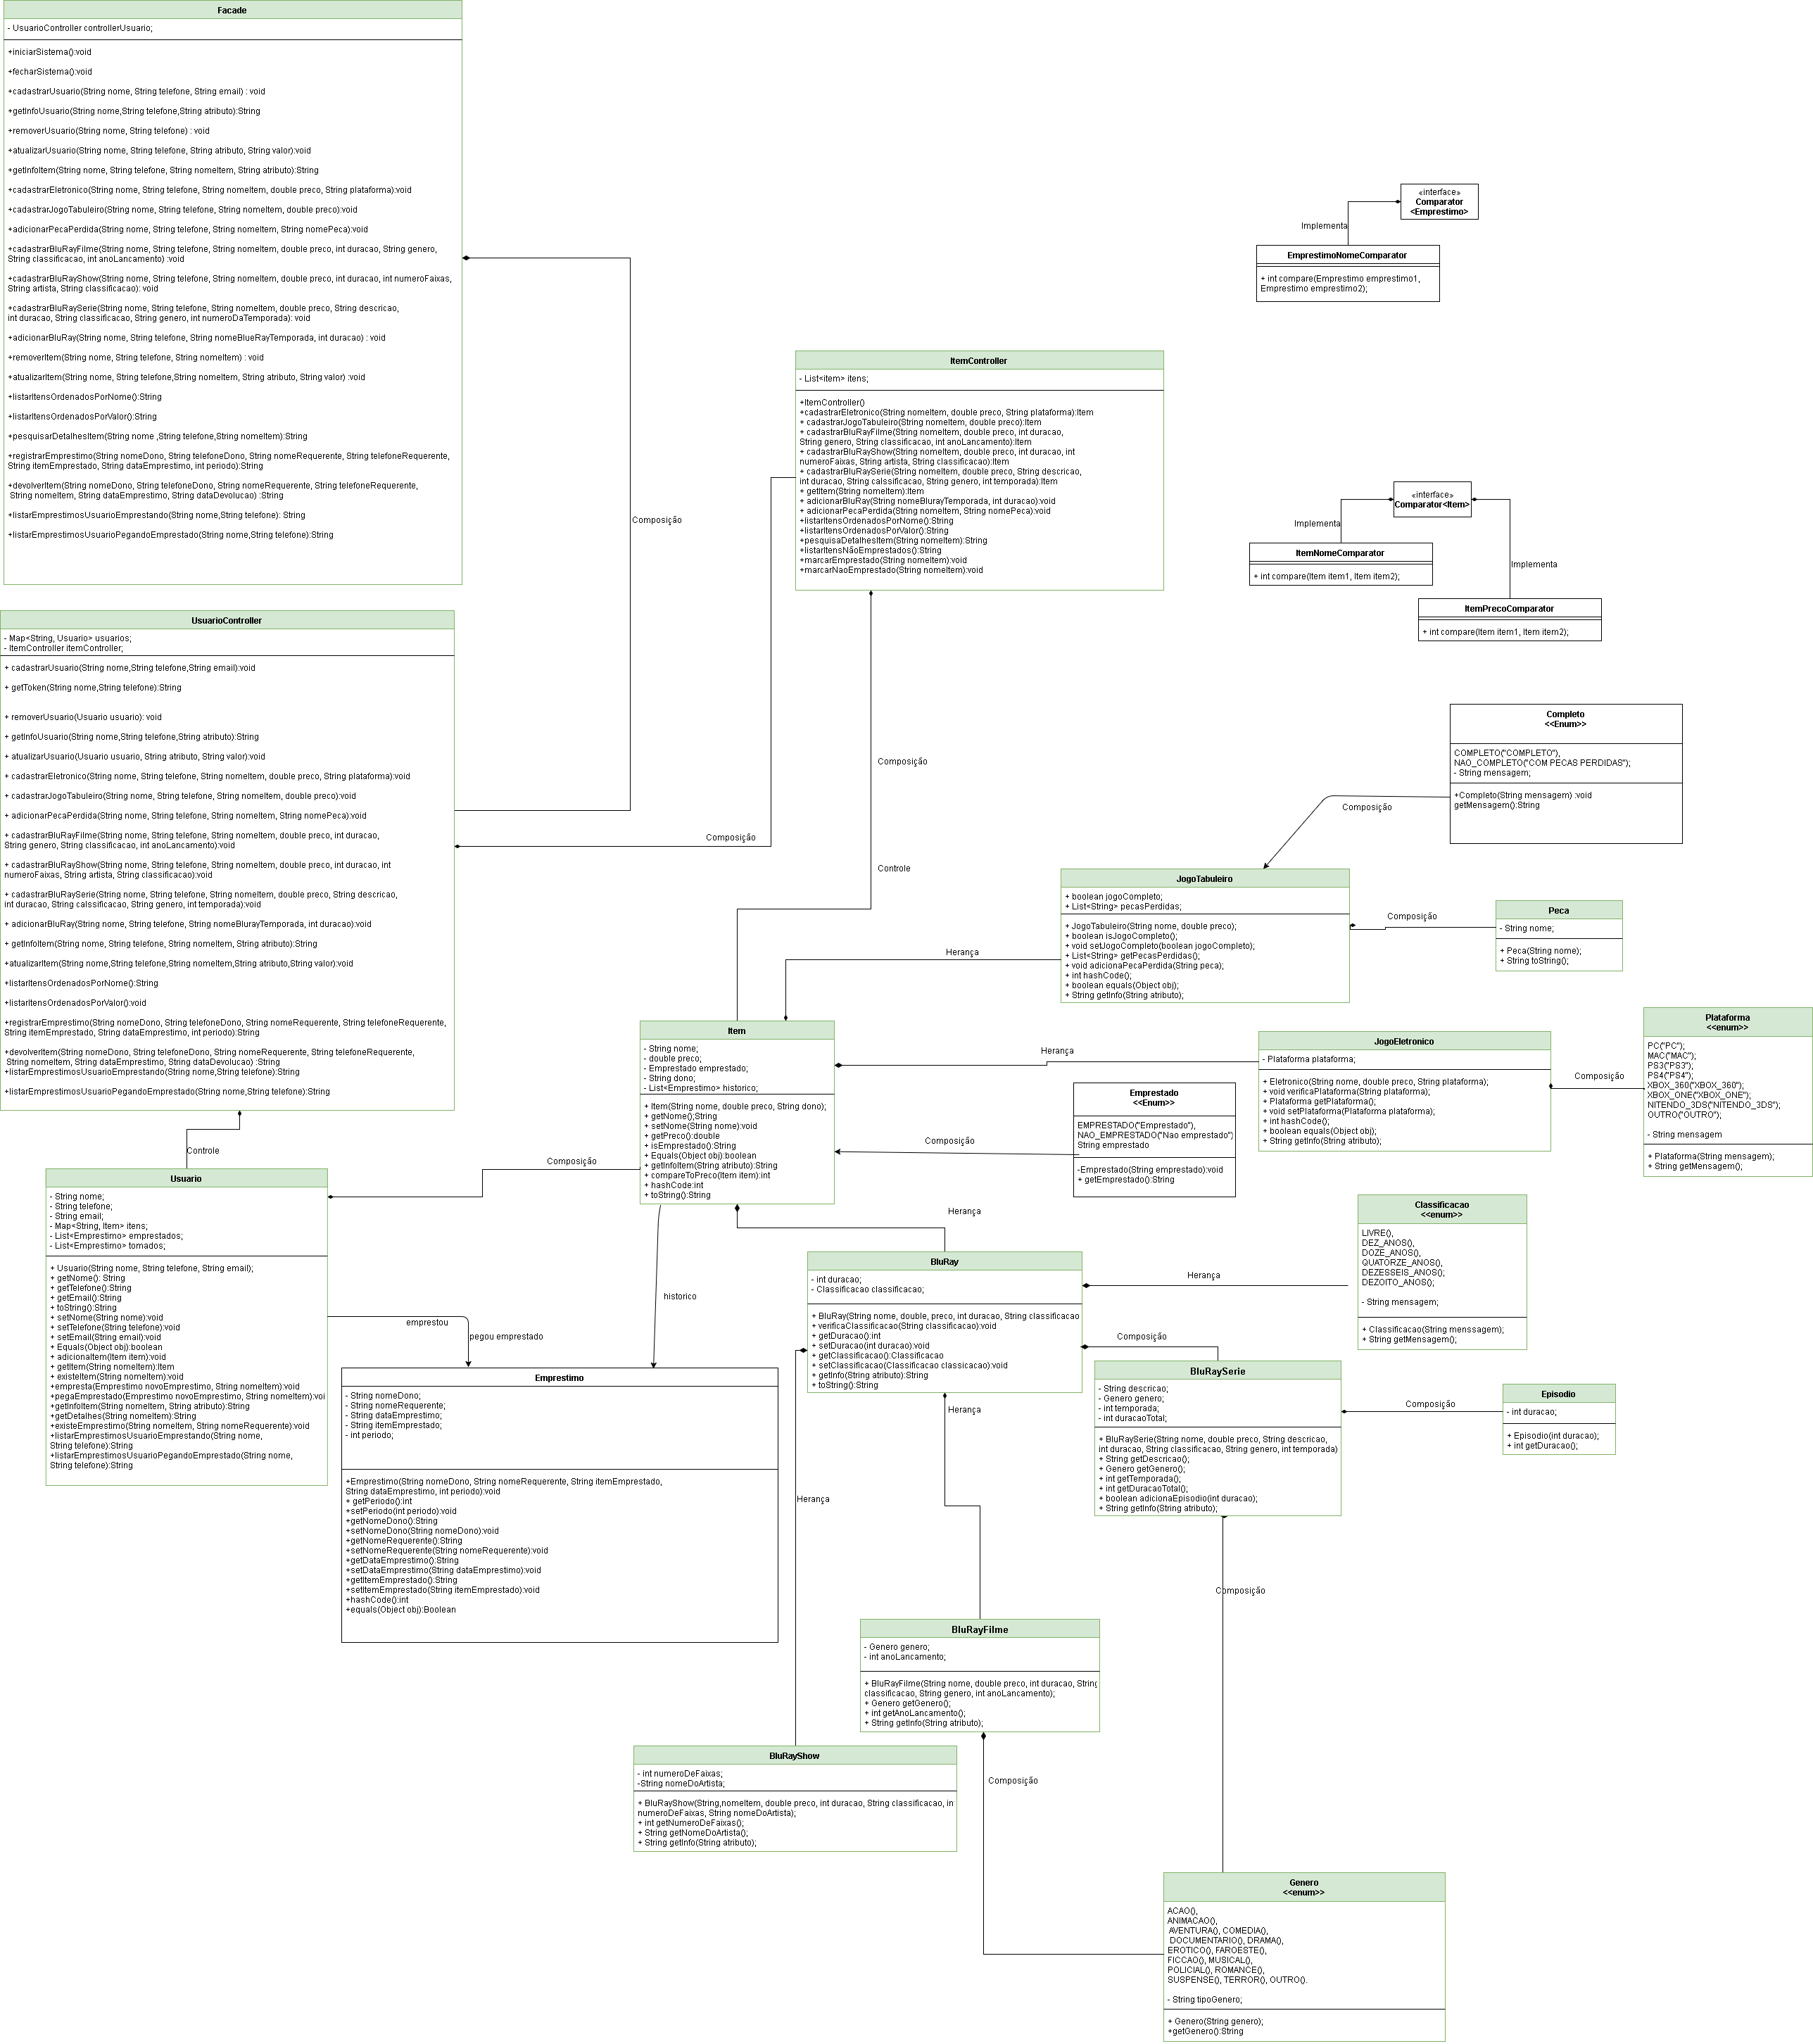 Facade
- UsuarioController controllerUsuario;
+iniciarSistema():void
+fecharSistema():void
+cadastrarUsuario(String nome, String telefone, String email) : void
+getInfoUsuario(String nome,String telefone,String atributo):String
+removerUsuario(String nome, String telefone) : void
+atualizarUsuario(String nome, String telefone, String atributo, String valor):void
+getInfoItem(String nome, String telefone, String nomeItem, String atributo):String
+cadastrarEletronico(String nome, String telefone, String nomeItem, double preco, String plataforma):void
+cadastrarJogoTabuleiro(String nome, String telefone, String nomeItem, double preco):void
+adicionarPecaPerdida(String nome, String telefone, String nomeItem, String nomePeca):void
+cadastrarBluRayFilme(String nome, String telefone, String nomeItem, double preco, int duracao, String genero,
String classificacao, int anoLancamento) :void
+cadastrarBluRayShow(String nome, String telefone, String nomeItem, double preco, int duracao, int numeroFaixas,
String artista, String classificacao): void
+cadastrarBluRaySerie(String nome, String telefone, String nomeItem, double preco, String descricao,
int duracao, String classificacao, String genero, int numeroDaTemporada): void
+adicionarBluRay(String nome, String telefone, String nomeBlueRayTemporada, int duracao) : void
+removerItem(String nome, String telefone, String nomeItem) : void
+atualizarItem(String nome, String telefone,String nomeItem, String atributo, String valor) :void
+listarItensOrdenadosPorNome():String
+listarItensOrdenadosPorValor():String
+pesquisarDetalhesItem(String nome ,String telefone,String nomeItem):String
+registrarEmprestimo(String nomeDono, String telefoneDono, String nomeRequerente, String telefoneRequerente,
String itemEmprestado, String dataEmprestimo, int periodo):String
+devolverItem(String nomeDono, String telefoneDono, String nomeRequerente, String telefoneRequerente,
String nomeItem, String dataEmprestimo, String dataDevolucao) :String
+listarEmprestimosUsuarioEmprestando(String nome,String telefone): String
+listarEmprestimosUsuarioPegandoEmprestado(String nome,String telefone):String
«interface»
Comparator
<Emprestimo>
Implementa
EmprestimoNomeComparator
+ int compare(Emprestimo emprestimo1,
Emprestimo emprestimo2);
ItemController
- List<item> itens;
+ItemController()
+cadastrarEletronico(String nomeItem, double preco, String plataforma):Item
+ cadastrarJogoTabuleiro(String nomeItem, double preco):Item
+ cadastrarBluRayFilme(String nomeItem, double preco, int duracao,
String genero, String classificacao, int anoLancamento):Item
+ cadastrarBluRayShow(String nomeItem, double preco, int duracao, int
numeroFaixas, String artista, String classificacao):Item
+ cadastrarBluRaySerie(String nomeItem, double preco, String descricao,
int duracao, String calssificacao, String genero, int temporada):Item
+ getItem(String nomeItem):Item
+ adicionarBluRay(String nomeBlurayTemporada, int duracao):void
+ adicionarPecaPerdida(String nomeItem, String nomePeca):void
+listarItensOrdenadosPorNome():String
+listarItensOrdenadosPorValor():String
+pesquisaDetalhesItem(String nomeItem):String
+listarItensNãoEmprestados():String
+marcarEmprestado(String nomeItem):void
+marcarNaoEmprestado(String nomeItem):void
Composição
«interface»
Comparator<Item>
Implementa
ItemNomeComparator
+ int compare(Item item1, Item item2);
Implementa
ItemPrecoComparator
+ int compare(Item item1, Item item2);
UsuarioController
- Map<String, Usuario> usuarios;
- ItemController itemController;
+ cadastrarUsuario(String nome,String telefone,String email):void
+ getToken(String nome,String telefone):String
+ removerUsuario(Usuario usuario): void
+ getInfoUsuario(String nome,String telefone,String atributo):String
+ atualizarUsuario(Usuario usuario, String atributo, String valor):void
+ cadastrarEletronico(String nome, String telefone, String nomeItem, double preco, String plataforma):void
+ cadastrarJogoTabuleiro(String nome, String telefone, String nomeItem, double preco):void
+ adicionarPecaPerdida(String nome, String telefone, String nomeItem, String nomePeca):void
+ cadastrarBluRayFilme(String nome, String telefone, String nomeItem, double preco, int duracao,
String genero, String classificacao, int anoLancamento):void
+ cadastrarBluRayShow(String nome, String telefone, String nomeItem, double preco, int duracao, int
numeroFaixas, String artista, String classificacao):void
+ cadastrarBluRaySerie(String nome, String telefone, String nomeItem, double preco, String descricao,
int duracao, String calssificacao, String genero, int temporada):void
+ adicionarBluRay(String nome, String telefone, String nomeBlurayTemporada, int duracao):void
+ getInfoItem(String nome, String telefone, String nomeItem, String atributo):String
+atualizarItem(String nome,String telefone,String nomeItem,String atributo,String valor):void
+listarItensOrdenadosPorNome():String
+listarItensOrdenadosPorValor():void
+registrarEmprestimo(String nomeDono, String telefoneDono, String nomeRequerente, String telefoneRequerente,
String itemEmprestado, String dataEmprestimo, int periodo):String
+devolverItem(String nomeDono, String telefoneDono, String nomeRequerente, String telefoneRequerente,
String nomeItem, String dataEmprestimo, String dataDevolucao) :String
+listarEmprestimosUsuarioEmprestando(String nome,String telefone):String
+listarEmprestimosUsuarioPegandoEmprestado(String nome,String telefone):String
Composição
Composição
Controle
Completo
<<Enum>>
COMPLETO("COMPLETO"),
NAO_COMPLETO("COM PECAS PERDIDAS");
- String mensagem;
+Completo(String mensagem) :void
getMensagem():String
Composição
JogoTabuleiro
+ boolean jogoCompleto;
+ List<String> pecasPerdidas;
+ JogoTabuleiro(String nome, double preco);
+ boolean isJogoCompleto();
+ void setJogoCompleto(boolean jogoCompleto);
+ List<String> getPecasPerdidas();
+ void adicionaPecaPerdida(String peca);
+ int hashCode();
+ boolean equals(Object obj);
+ String getInfo(String atributo);
Composição
Peca
- String nome;
+ Peca(String nome);
+ String toString();
Herança
Item
- String nome;
- double preco;
- Emprestado emprestado;
- String dono;
- List<Emprestimo> historico;
+ Item(String nome, double preco, String dono);
+ getNome();String
+ setNome(String nome):void
+ getPreco():double
+ isEmprestado():String
+ Equals(Object obj):boolean
+ getInfoItem(String atributo):String
+ compareToPreco(Item item):int
+ hashCode:int
+ toString():String
Herança
JogoEletronico
- Plataforma plataforma;
+ Eletronico(String nome, double preco, String plataforma);
+ void verificaPlataforma(String plataforma);
+ Plataforma getPlataforma();
+ void setPlataforma(Plataforma plataforma);
+ int hashCode();
+ boolean equals(Object obj);
+ String getInfo(String atributo);
Composição
Plataforma
<<enum>>
PC("PC");
MAC("MAC");
PS3("PS3");
PS4("PS4");
XBOX_360("XBOX_360");
XBOX_ONE("XBOX_ONE");
NITENDO_3DS("NITENDO_3DS");
OUTRO("OUTRO");
- String mensagem
+ Plataforma(String mensagem);
+ String getMensagem();
Emprestado
<<Enum>>
EMPRESTADO("Emprestado"),
NAO_EMPRESTADO("Nao emprestado")
String emprestado
-Emprestado(String emprestado):void
+ getEmprestado():String
Composição
Controle
Composição
Usuario
- String nome;
- String telefone;
- String email;
- Map<String, Item> itens;
- List<Emprestimo> emprestados;
- List<Emprestimo> tomados;
+ Usuario(String nome, String telefone, String email);
+ getNome(): String
+ getTelefone():String
+ getEmail():String
+ toString():String
+ setNome(String nome):void
+ setTelefone(String telefone):void
+ setEmail(String email):void
+ Equals(Object obj):boolean
+ adicionaItem(Item item):void
+ getItem(String nomeItem):Item
+ existeItem(String nomeItem):void
+empresta(Emprestimo novoEmprestimo, String nomeItem):void
+pegaEmprestado(Emprestimo novoEmprestimo, String nomeItem):voi
+getInfoItem(String nomeItem, String atributo):String
+getDetalhes(String nomeItem):String
+existeEmprestimo(String nomeItem, String nomeRequerente):void
+listarEmprestimosUsuarioEmprestando(String nome,
String telefone):String
+listarEmprestimosUsuarioPegandoEmprestado(String nome,
String telefone):String
emprestou
pegou emprestado
historico
Emprestimo
- String nomeDono;
- String nomeRequerente;
- String dataEmprestimo;
- String itemEmprestado;
- int periodo;
+Emprestimo(String nomeDono, String nomeRequerente, String itemEmprestado,
String dataEmprestimo, int periodo):void
+ getPeriodo():int
+setPeriodo(int periodo):void
+getNomeDono():String
+setNomeDono(String nomeDono):void
+getNomeRequerente():String
+setNomeRequerente(String nomeRequerente):void
+getDataEmprestimo():String
+setDataEmprestimo(String dataEmprestimo):void
+getItemEmprestado():String
+setItemEmprestado(String itemEmprestado):void
+hashCode():int
+equals(Object obj):Boolean
Herança
BluRay
- int duracao;
- Classificacao classificacao;
+ BluRay(String nome, double, preco, int duracao, String classificacao
+ verificaClassificacao(String classificacao):void
+ getDuracao():int
+ setDuracao(int duracao):void
+ getClassificacao():Classificacao
+ setClassificacao(Classificacao classicacao):void
+ getInfo(String atributo):String
+ toString():String
Herança
Classificacao
<<enum>>
LIVRE(),
DEZ_ANOS(),
DOZE_ANOS(),
QUATORZE_ANOS(),
DEZESSEIS_ANOS();
DEZOITO_ANOS();
- String mensagem;
+ Classificacao(String menssagem);
+ String getMensagem();
Composição
BluRaySerie
- String descricao;
- Genero genero;
- int temporada;
- int duracaoTotal;
+ BluRaySerie(String nome, double preco, String descricao,
int duracao, String classificacao, String genero, int temporada)
+ String getDescricao();
+ Genero getGenero();
+ int getTemporada();
+ int getDuracaoTotal();
+ boolean adicionaEpisodio(int duracao);
+ String getInfo(String atributo);
Composição
Episodio
- int duracao;
+ Episodio(int duracao);
+ int getDuracao();
Herança
Herança
Composição
BluRayFilme
- Genero genero;
- int anoLancamento;
+ BluRayFilme(String nome, double preco, int duracao, String
classificacao, String genero, int anoLancamento);
+ Genero getGenero();
+ int getAnoLancamento();
+ String getInfo(String atributo);
BluRayShow
- int numeroDeFaixas;
-String nomeDoArtista;
+ BluRayShow(String,nomeItem, double preco, int duracao, String classificacao, in
numeroDeFaixas, String nomeDoArtista);
+ int getNumeroDeFaixas();
+ String getNomeDoArtista();
+ String getInfo(String atributo);
Composição
Genero
<<enum>>
ACAO(),
ANIMACAO(),
AVENTURA(), COMEDIA(),
DOCUMENTARIO(), DRAMA(),
EROTICO(), FAROESTE(),
FICCAO(), MUSICAL(),
POLICIAL(), ROMANCE(),
SUSPENSE(), TERROR(), OUTRO().
- String tipoGenero;
+ Genero(String genero);
+getGenero():String